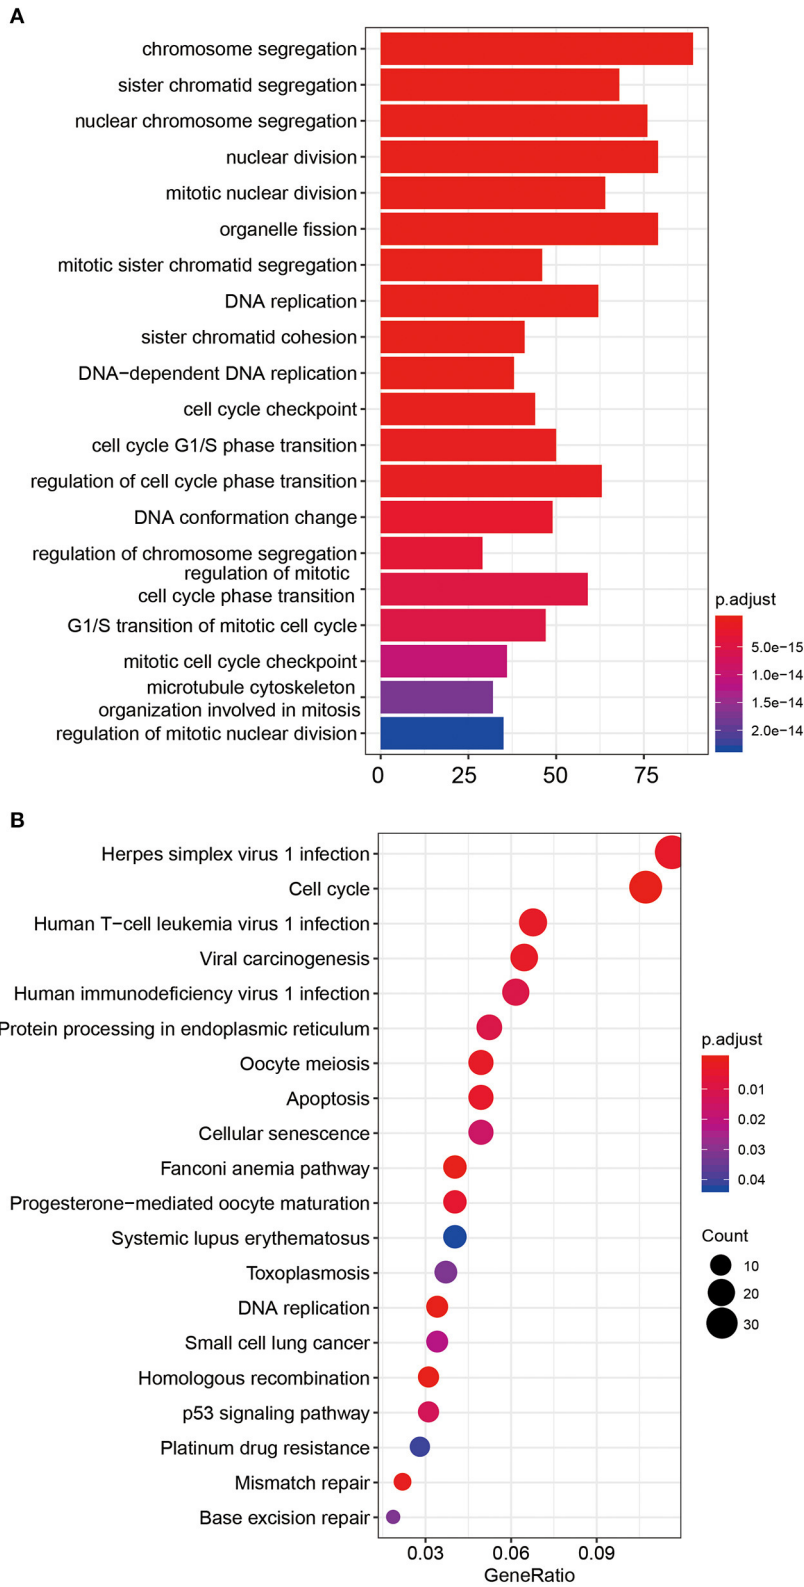 A
chromosome segregation
sister chromatid segregation
nuclear chromosome segregation
nuclear division
mitotic nuclear division
organelle fission
mitotic sister chromatid segregation
DNA replication
sister chromatid cohesion
DNA−dependent DNA replication
cell cycle checkpoint
cell cycle G1/S phase transition
regulation of cell cycle phase transition
DNA conformation change
regulation of chromosome segregation
regulation of mitotic
cell cycle phase transition
G1/S transition of mitotic cell cycle
mitotic cell cycle checkpoint
microtubule cytoskeleton
organization involved in mitosis
regulation of mitotic nuclear division
0 25 50 75
p.adjust
5.0e−15
1.0e−14
1.5e−14
2.0e−14
B
Herpes simplex virus 1 infection
Cell cycle
Human T−cell leukemia virus 1 infection
Viral carcinogenesis
Human immunodeficiency virus 1 infection
Protein processing in endoplasmic reticulum
Oocyte meiosis
Apoptosis
Cellular senescence
Fanconi anemia pathway
Progesterone−mediated oocyte maturation
Systemic lupus erythematosus
Toxoplasmosis
DNA replication
Small cell lung cancer
Homologous recombination
p53 signaling pathway
Platinum drug resistance
Mismatch repair
Base excision repair
0.03 0.06 0.09
GeneRatio
p.adjust
0.01
0.02
0.03
0.04
Count
10
20
30